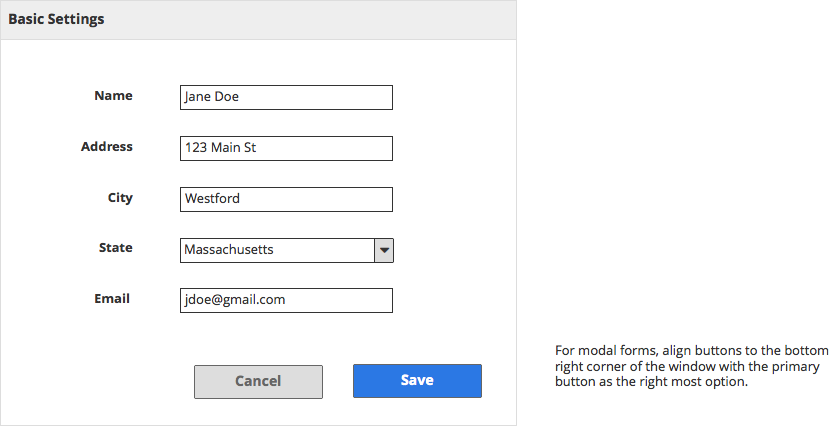 Basic Settings
Name Jane Doe
Address 123 Main St
City Westford
State Massachusetts
Email jdoe@gmail.com
Cancel Save
For modal forms, align buttons to the bottom
right corner of the window with the primary
button as the right most option.